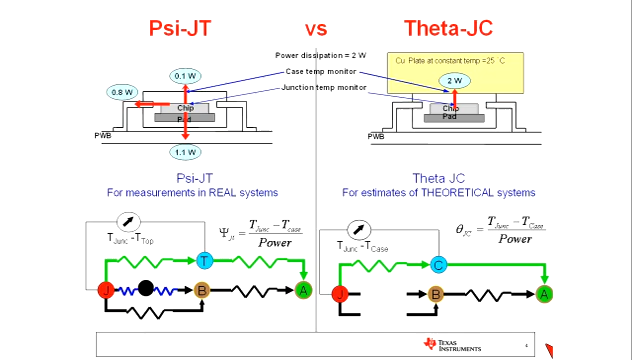 Psi-JT
vs
Theta-JC
Power dissipation = 2 W
Case temp monitor
Junction temp monitor
0.1 W
0.8 W
Chip
Pad
PWB
1.1 W
Cu Plate at constant temp =25 C
2 W
Chip
Pad
PWB
Psi-JT
For measurements in REAL systems
Theta JC
For estimates of THEORETICAL systems
TJunc -TTop
ΨJt = TJunc − Tcase
Power
T
J
B
A
TJunc -TCase
θJC = TJunc − TCase
Power
C
J
B
A
TEXAS
INSTRUMENTS
4